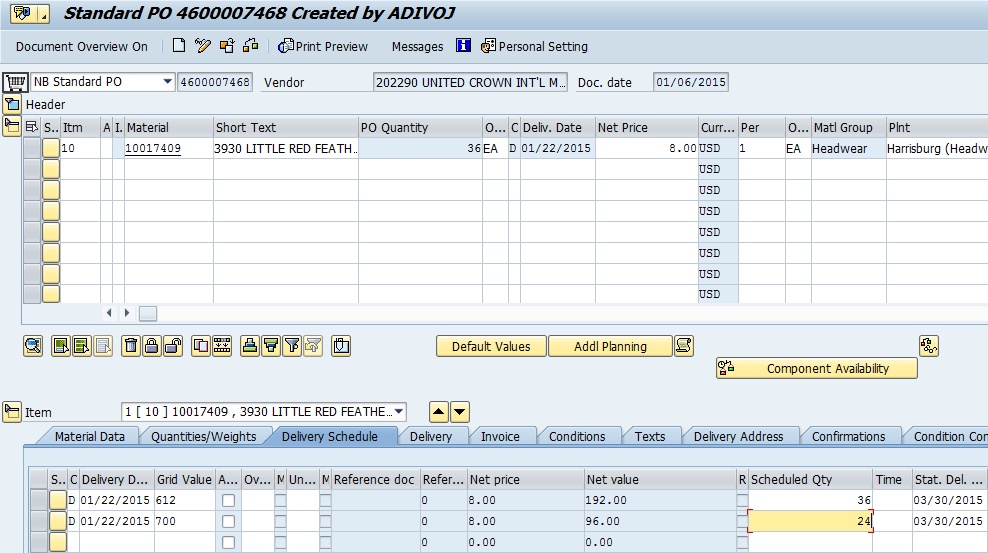 Standard PO 4600007468 Created by ADIVOJ
Document Overview On Print Preview Messages Personal Setting
NB Standard PO 4600007468 Vendor 202290 UNITED CROWN INT'L M... Doc. date 01/06/2015
Header
S.. Itm A I. Material Short Text PO Quantity O... C Deliv. Date Net Price Curr... Per O... Matl Group Plnt
10 10017409 3930 LITTLE RED FEATH... 36 EA D 01/22/2015 8.00 USD 1 EA Headwear Harrisburg (Headw
USD
USD
USD
USD
USD
USD
USD
Default Values Addl Planning
Component Availability
Item 1 [ 10 ] 10017409 , 3930 LITTLE RED FEATHE...
Material Data Quantities/Weights Delivery Schedule Delivery Invoice Conditions Texts Delivery Address Confirmations Condition Con
S.. C Delivery D... Grid Value A... Ov... M Un... M Reference doc Refer... Net price Net value R Scheduled Qty Time Stat. Del. ...
D 01/22/2015 612 0 8.00 192.00 36 03/30/2015
D 01/22/2015 700 0 8.00 96.00 24 03/30/2015
0 0.00 0.00